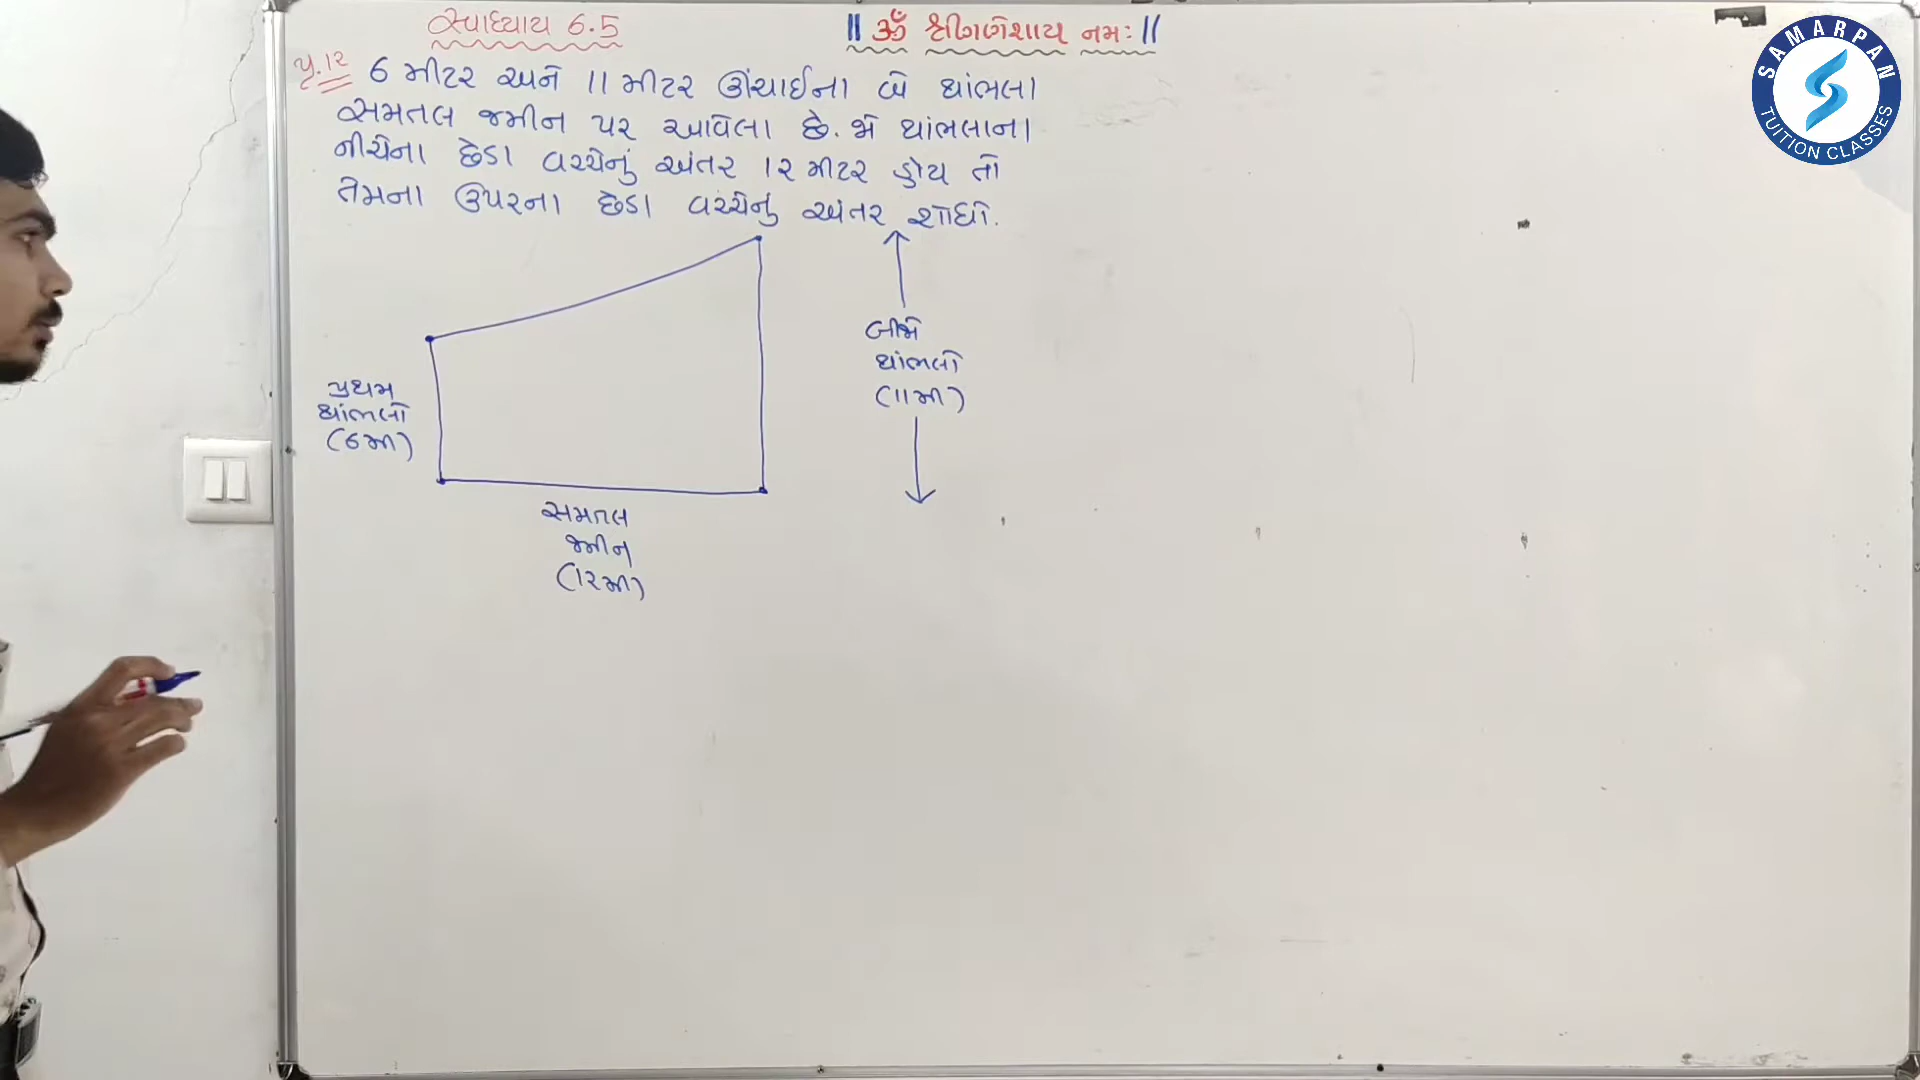 સ્વાધ્યાય 6.5
|| ૐ શ્રીગણેશાય નમઃ ||
પ્ર.૧૨ 6 મીટર અને 11 મીટર ઊંચાઈના બે થાંભલા
સમતલ જમીન પર આવેલા છે. જો થાંભલાના
નીચેના છેડા વચ્ચેનું અંતર 12 મીટર હોય તો
તેમના ઉપરના છેડા વચ્ચેનું અંતર શોધો.
પ્રથમ
થાંભલો
(6મી)
બીજો
થાંભલો
(11મી)
સમતલ
જમીન
(12મી)
SAMARPAN
TUITION CLASSES